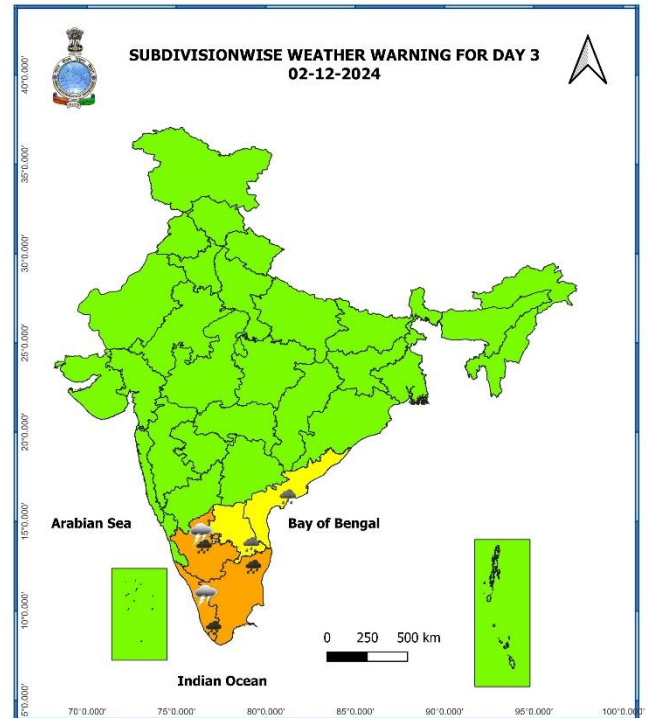 SUBDIVISIONWISE WEATHER WARNING FOR DAY 3
02-12-2024
40°0.000'
35°0.000'
30°0.000'
25°0.000'
20°0.000'
15°0.000'
10°0.000'
5°0.000'
Arabian Sea
Bay of Bengal
0 250 500 km
Indian Ocean
70°0.000' 75°0.000' 80°0.000' 85°0.000' 90°0.000' 95°0.000' 100°0.000'